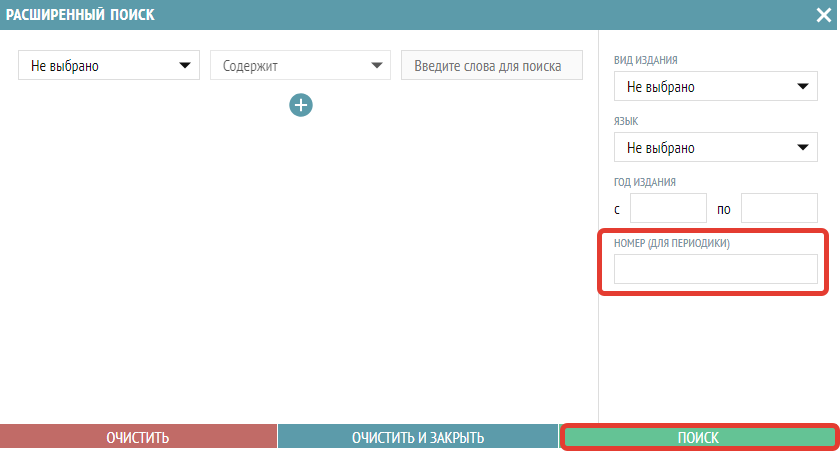 РАСШИРЕННЫЙ ПОИСК
Не выбрано
Содержит
Введите слова для поиска
ВИД ИЗДАНИЯ
Не выбрано
ЯЗЫК
Не выбрано
ГОД ИЗДАНИЯ
с
по
НОМЕР (ДЛЯ ПЕРИОДИКИ)
ОЧИСТИТЬ
ОЧИСТИТЬ И ЗАКРЫТЬ
ПОИСК